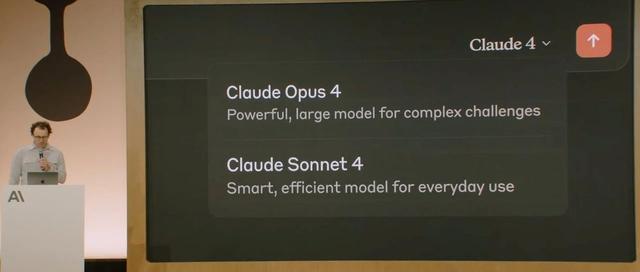 Claude 4
Claude Opus 4
Powerful, large model for complex challenges
Claude Sonnet 4
Smart, efficient model for everyday use
A\